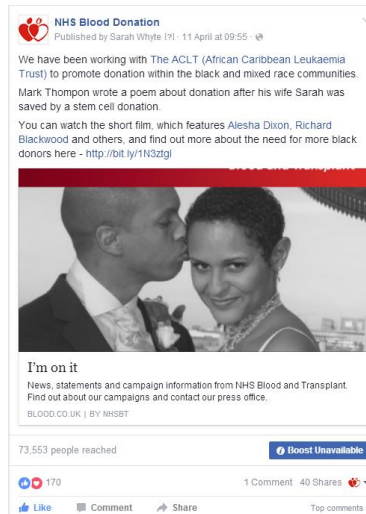 NHS Blood Donation
Published by Sarah Whyte [?] · 11 April at 09:55 ·
We have been working with The ACLT (African Caribbean Leukaemia
Trust) to promote donation within the black and mixed race communities.
Mark Thompon wrote a poem about donation after his wife Sarah was
saved by a stem cell donation.
You can watch the short film, which features Alesha Dixon, Richard
Blackwood and others, and find out more about the need for more black
donors here - http://bit.ly/1N3ztgl
Blood and Transplant
I'm on it
News, statements and campaign information from NHS Blood and Transplant.
Find out about our campaigns and contact our press office.
BLOOD.CO.UK | BY NHSBT
73,553 people reached
Boost Unavailable
170
1 Comment 40 Shares
Like Comment Share
Top comments